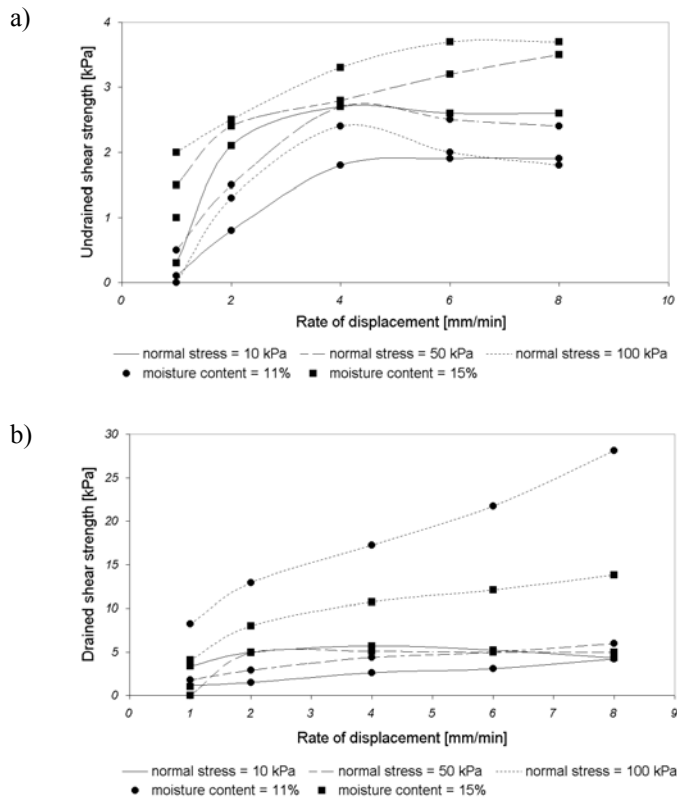 a)
4
3
2
1
0
Undrained shear strength [kPa]
0 2 4 6 8 10
Rate of displacement [mm/min]
normal stress = 10 kPa normal stress = 50 kPa normal stress = 100 kPa
moisture content = 11% moisture content = 15%
b)
30
25
20
15
10
5
0
Drained shear strength [kPa]
0 1 2 3 4 5 6 7 8 9
Rate of displacement [mm/min]
normal stress = 10 kPa normal stress = 50 kPa normal stress = 100 kPa
moisture content = 11% moisture content = 15%